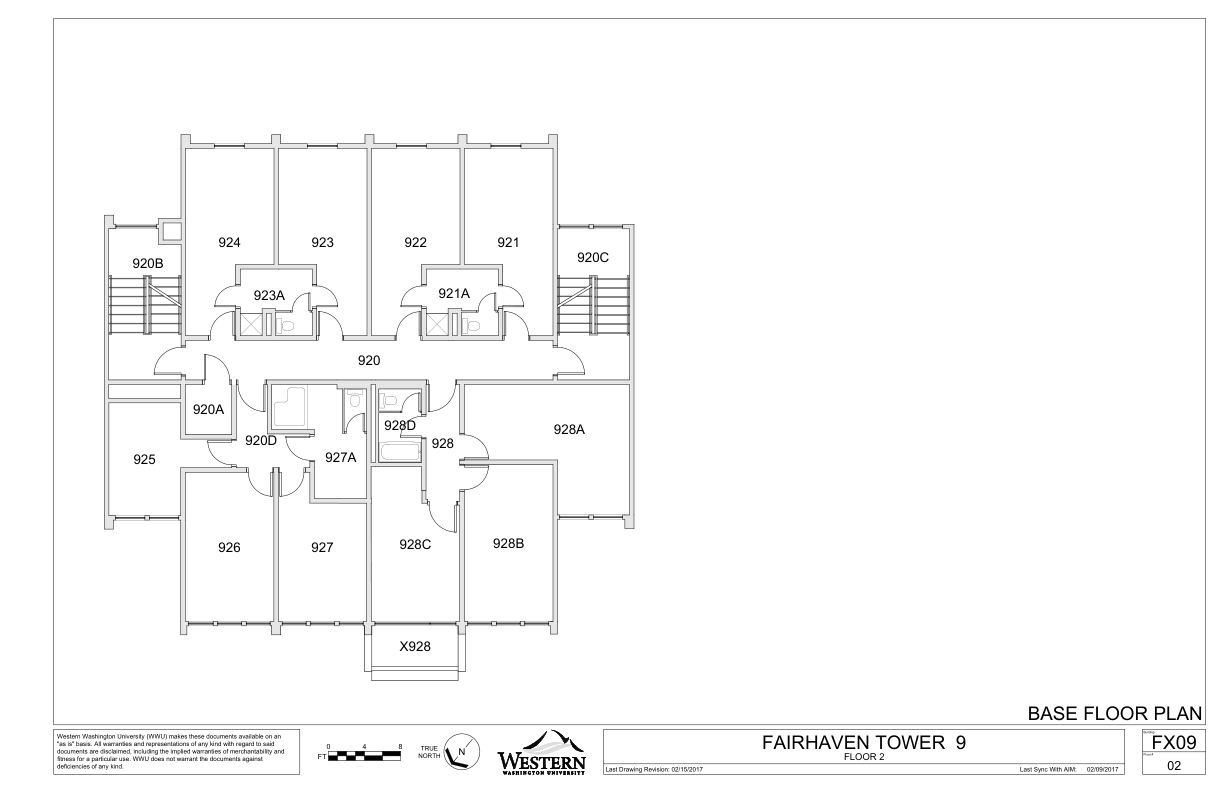 924
923
922
921
920B
920C
923A
921A
920
920A
928D
928A
920D
928
925
927A
926
927
928C
928B
X928
BASE FLOOR PLAN
Western Washington University (WWU) makes these documents available on an
"as is" basis. All warranties and representations of any kind with regard to said
documents are disclaimed, including the implied warranties of merchantability and
fitness for a particular use. WWU does not warrant the documents against
deficiencies of any kind.
0 4 8
FT
TRUE
NORTH
N
WESTERN
WASHINGTON UNIVERSITY
FAIRHAVEN TOWER 9
FLOOR 2
Last Drawing Revision: 02/15/2017
Last Sync With AIM: 02/09/2017
FX09
02